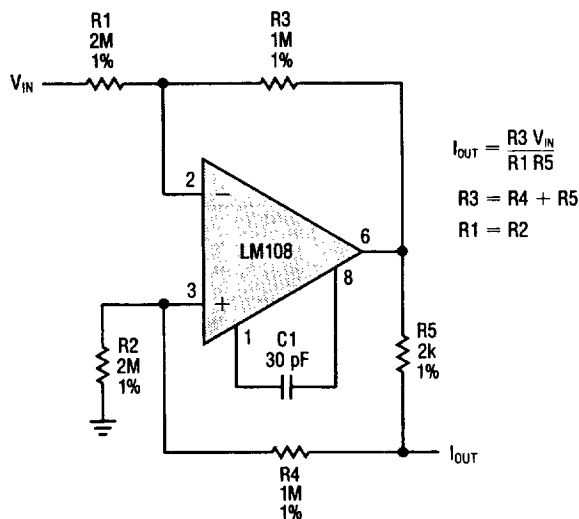 R1
2M
1%
R3
1M
1%
V_IN
I_OUT = R3 V_IN / R1 R5
R3 = R4 + R5
R1 = R2
2
−
LM108
6
3
+
8
1
C1
30 pF
R2
2M
1%
R5
2k
1%
R4
1M
1%
I_OUT